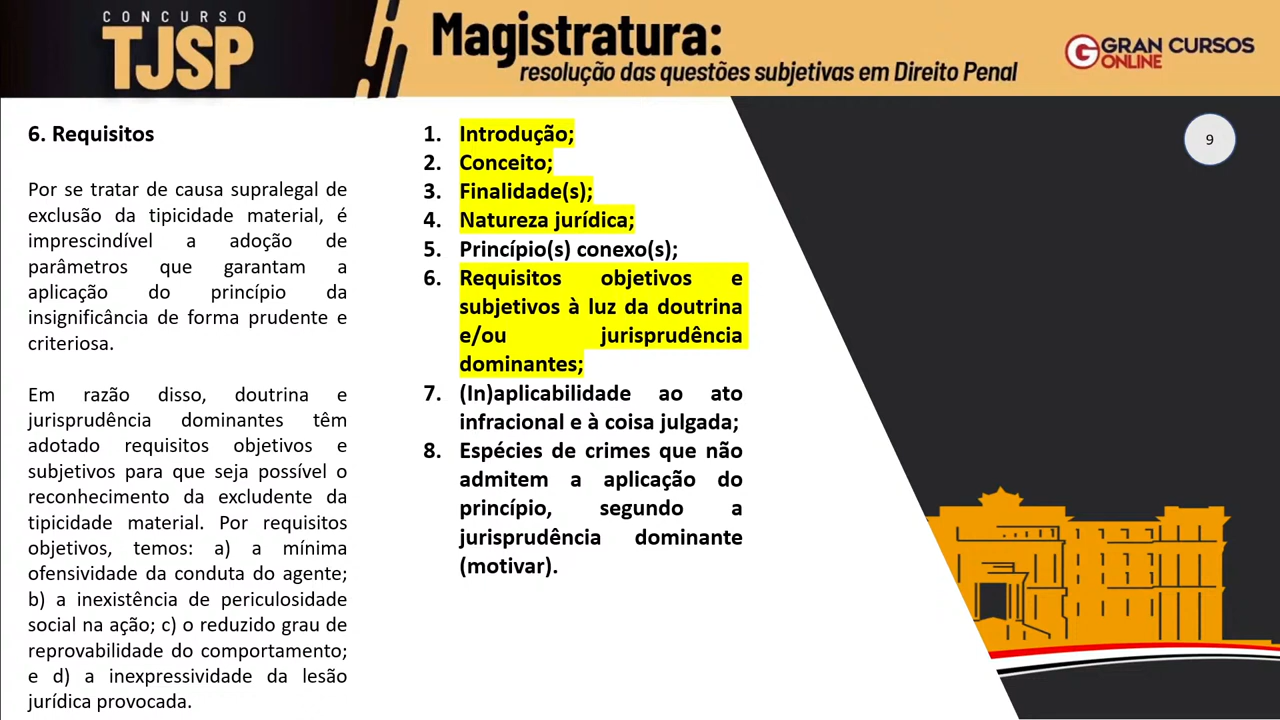 CONCURSO
TJSP
Magistratura:
resolução das questões subjetivas em Direito Penal
G GRAN CURSOS
ONLINE
6. Requisitos
Por se tratar de causa supralegal de
exclusão da tipicidade material, é
imprescindível a adoção de
parâmetros que garantam a
aplicação do princípio da
insignificância de forma prudente e
criteriosa.
Em razão disso, doutrina e
jurisprudência dominantes têm
adotado requisitos objetivos e
subjetivos para que seja possível o
reconhecimento da excludente da
tipicidade material. Por requisitos
objetivos, temos: a) a mínima
ofensividade da conduta do agente;
b) a inexistência de periculosidade
social na ação; c) o reduzido grau de
reprovabilidade do comportamento;
e d) a inexpressividade da lesão
jurídica provocada.
1. Introdução;
2. Conceito;
3. Finalidade(s);
4. Natureza jurídica;
5. Princípio(s) conexo(s);
6. Requisitos objetivos e
subjetivos à luz da doutrina
e/ou jurisprudência
dominantes;
7. (In)aplicabilidade ao ato
infracional e à coisa julgada;
8. Espécies de crimes que não
admitem a aplicação do
princípio, segundo a
jurisprudência dominante
(motivar).
9